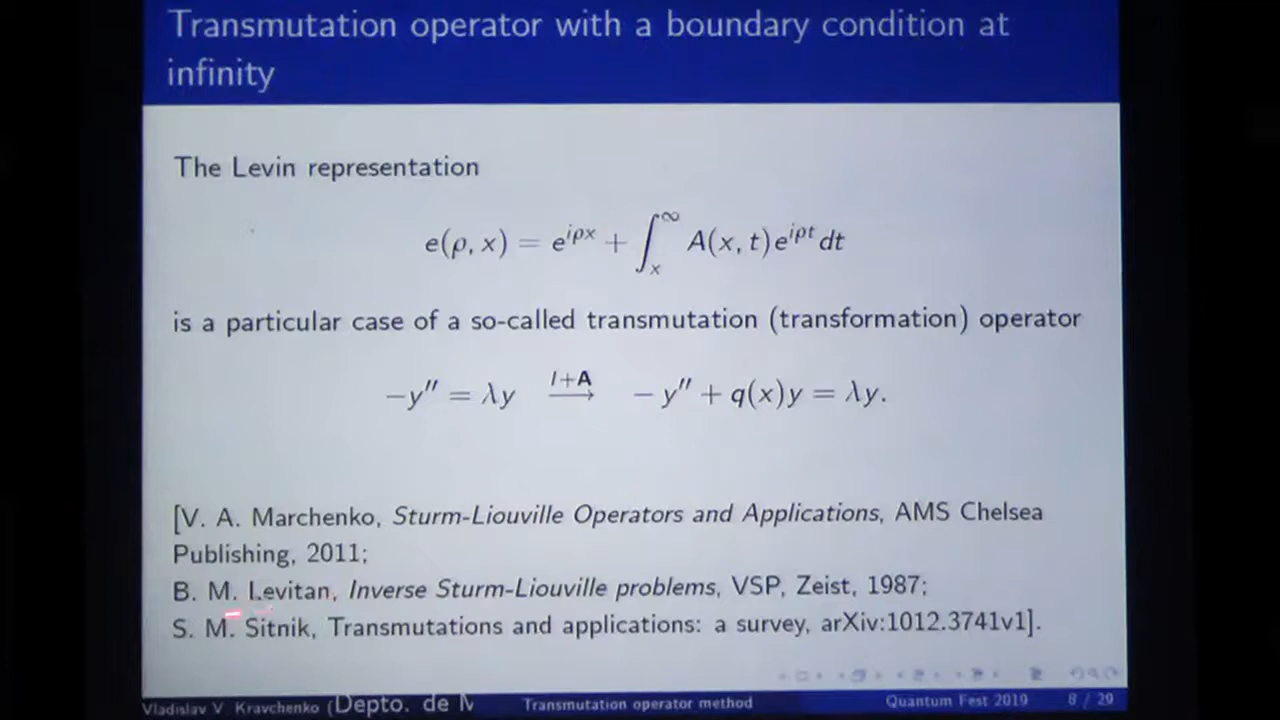 Transmutation operator with a boundary condition at
infinity
The Levin representation
e(ρ, x) = e^{iρx} + ∫_x^∞ A(x, t)e^{iρt} dt
is a particular case of a so-called transmutation (transformation) operator
−y″ = λy  I+A ⟶  − y″ + q(x)y = λy.
[V. A. Marchenko, Sturm-Liouville Operators and Applications, AMS Chelsea
Publishing, 2011;
B. M. Levitan, Inverse Sturm-Liouville problems, VSP, Zeist, 1987;
S. M. Sitnik, Transmutations and applications: a survey, arXiv:1012.3741v1].
Vladislav V. Kravchenko (Depto. de M Transmutation operator method Quantum Fest 2019 8 / 29